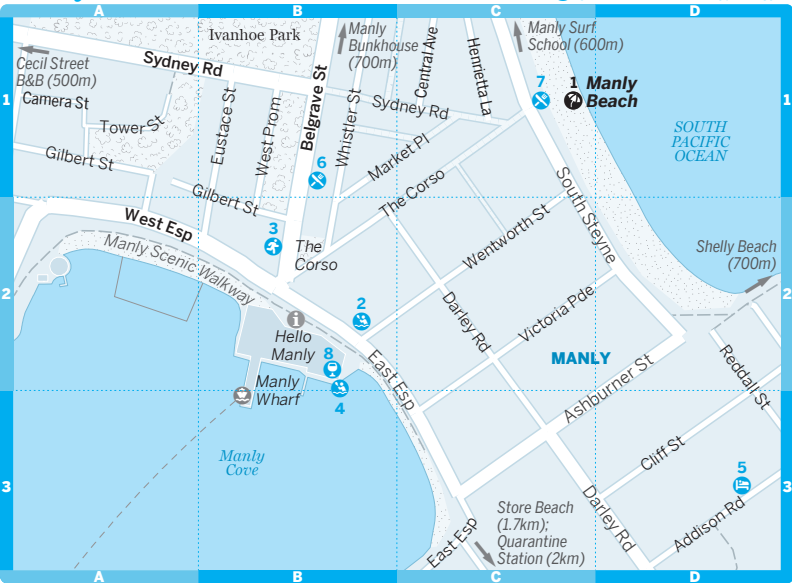 A
B
C
D
Ivanhoe Park
Manly
Bunkhouse
(700m)
Central Ave
Henrietta La
Manly Surf
School (600m)
Cecil Street
B&B (500m)
Sydney Rd
1
Camera St
Tower St
Eustace St
West Prom
Belgrave St
Whistler St
Sydney Rd
7
1
Manly
Beach
1
SOUTH
PACIFIC
OCEAN
Gilbert St
6
Market Pl
Gilbert St
The Corso
South Steyne
West Esp
3
The
Corso
Wentworth St
Shelly Beach
(700m)
Manly Scenic Walkway
2
2
2
Hello
Manly
8
Darley Rd
Victoria Pde
MANLY
East Esp
Reddall St
Manly
Wharf
4
Ashburner St
Manly
Cove
Cliff St
5
3
3
Store Beach
(1.7km);
Quarantine
Station (2km)
East Esp
Darley Rd
Addison Rd
A
B
C
D